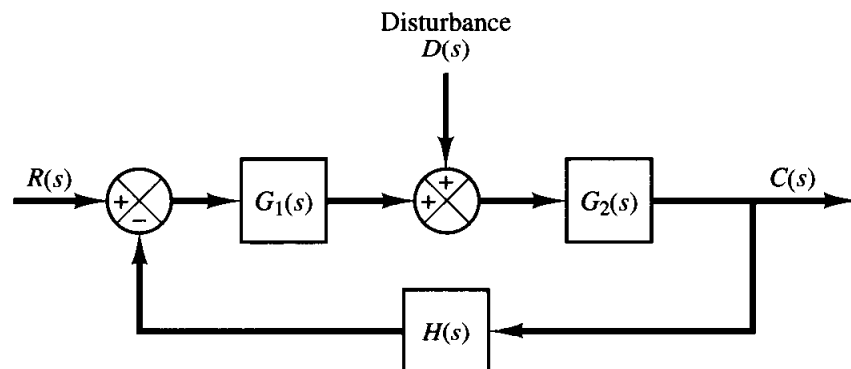 Disturbance
D(s)
R(s)
+
−
G₁(s)
+
+
G₂(s)
C(s)
H(s)